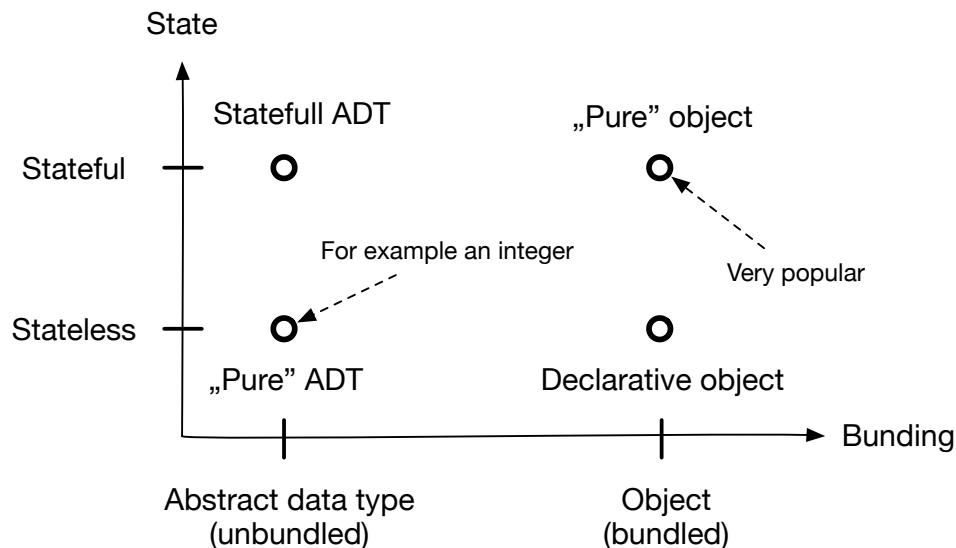 State
Statefull ADT
„Pure” object
Stateful
For example an integer
Very popular
Stateless
„Pure” ADT
Declarative object
Bunding
Abstract data type
(unbundled)
Object
(bundled)